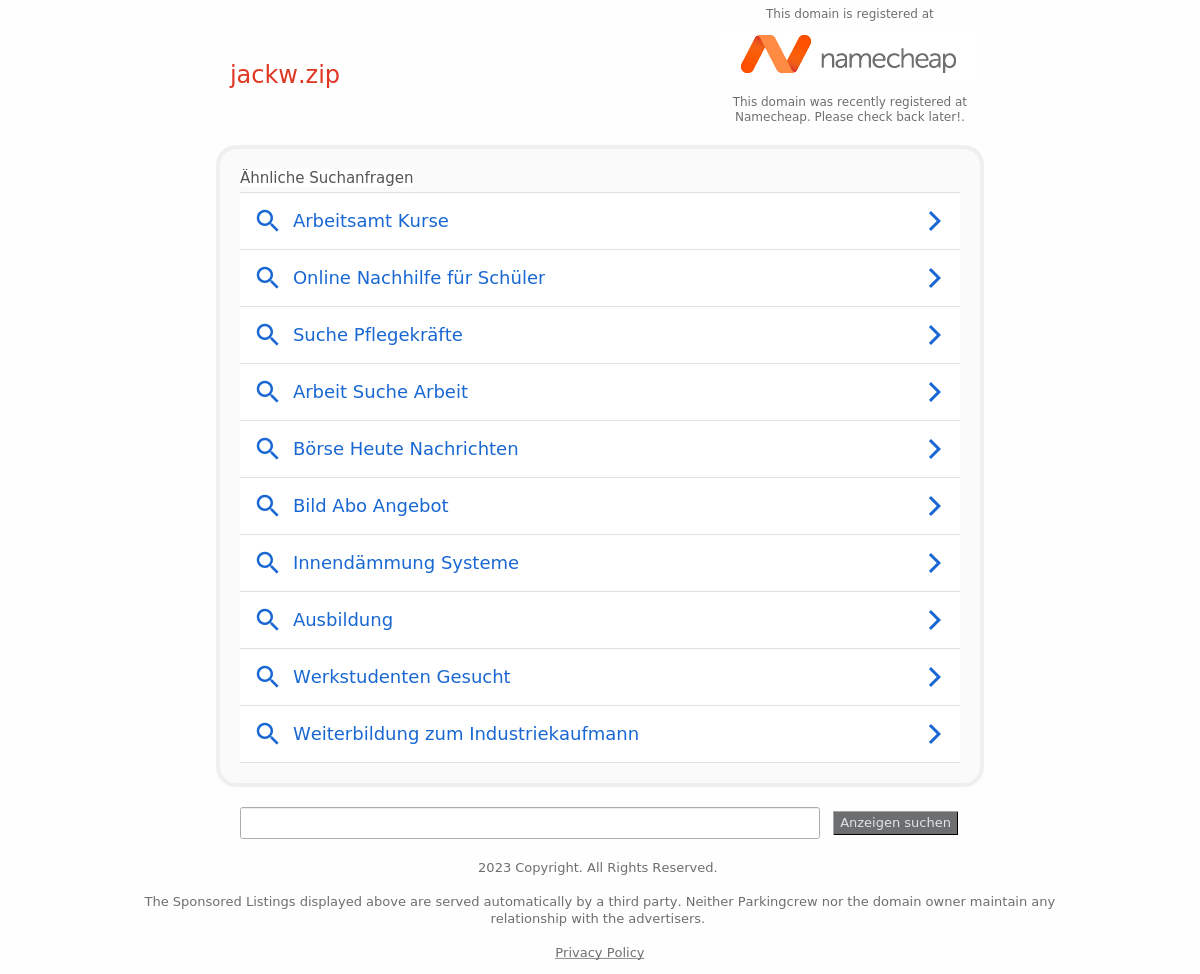 This domain is registered at
namecheap
jackw.zip
This domain was recently registered at
Namecheap. Please check back later!.
Ähnliche Suchanfragen
Arbeitsamt Kurse
Online Nachhilfe für Schüler
Suche Pflegekräfte
Arbeit Suche Arbeit
Börse Heute Nachrichten
Bild Abo Angebot
Innendämmung Systeme
Ausbildung
Werkstudenten Gesucht
Weiterbildung zum Industriekaufmann
Anzeigen suchen
2023 Copyright. All Rights Reserved.
The Sponsored Listings displayed above are served automatically by a third party. Neither Parkingcrew nor the domain owner maintain any
relationship with the advertisers.
Privacy Policy